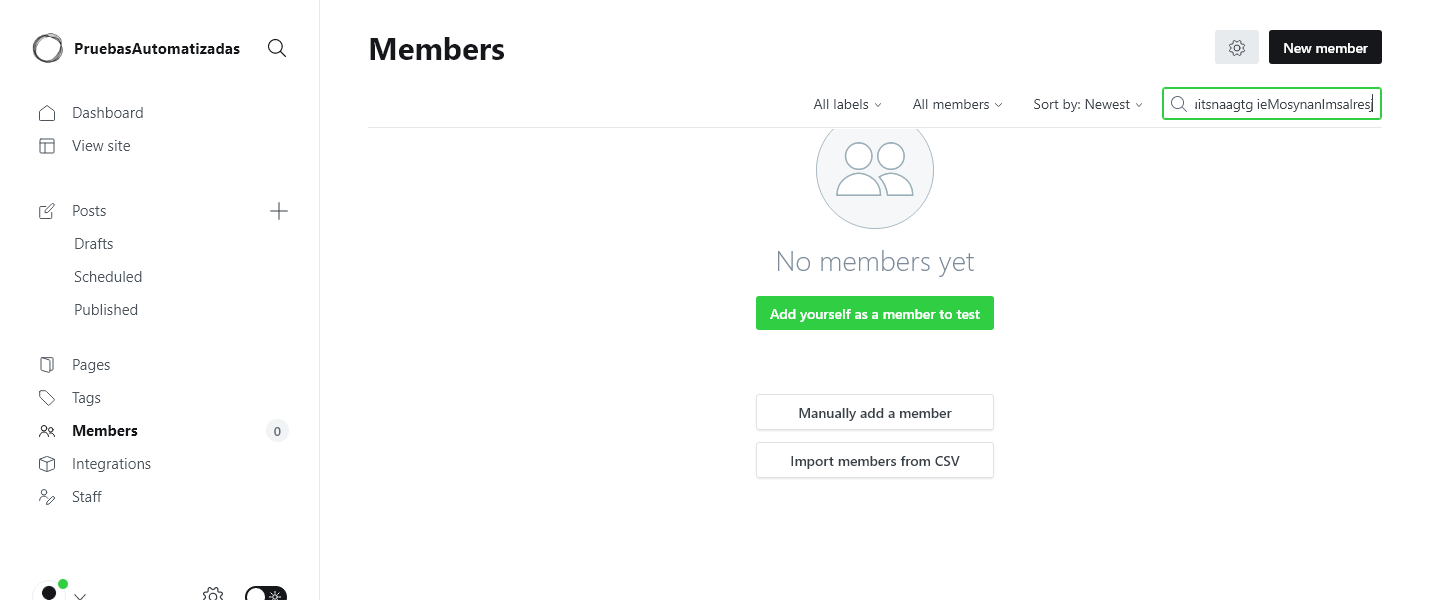 PruebasAutomatizadas
Dashboard
View site
Posts
Drafts
Scheduled
Published
Pages
Tags
Members
0
Integrations
Staff
Members
New member
All labels
All members
Sort by: Newest
No members yet
Add yourself as a member to test
Manually add a member
Import members from CSV